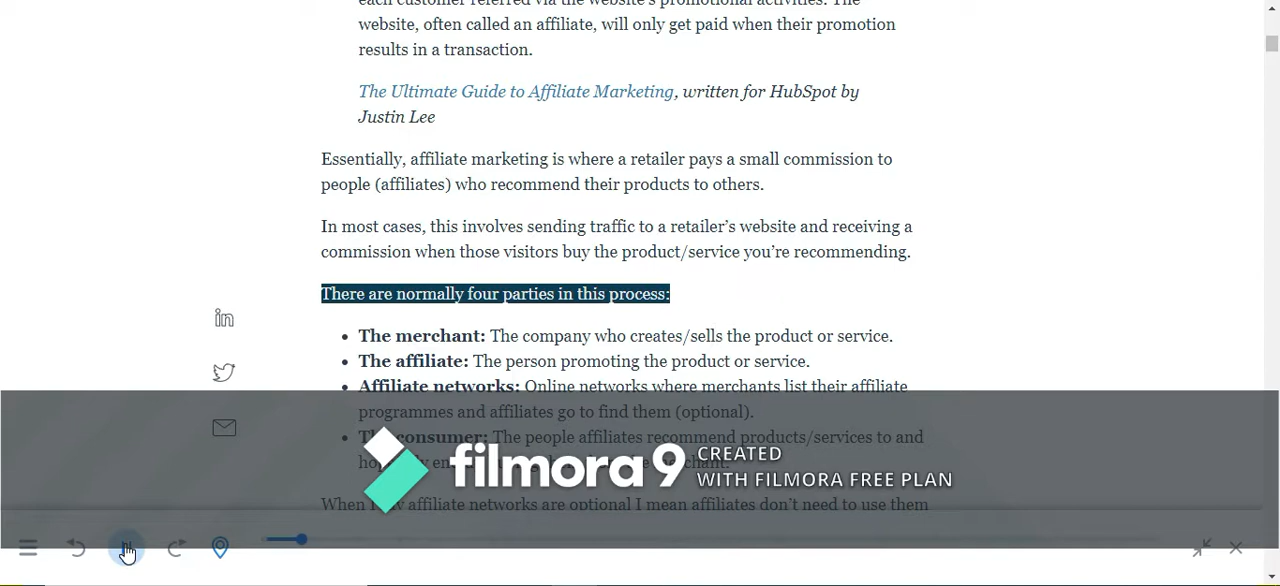 each customer referred via the website's promotional activities. The
website, often called an affiliate, will only get paid when their promotion
results in a transaction.
The Ultimate Guide to Affiliate Marketing, written for HubSpot by
Justin Lee
Essentially, affiliate marketing is where a retailer pays a small commission to
people (affiliates) who recommend their products to others.
In most cases, this involves sending traffic to a retailer's website and receiving a
commission when those visitors buy the product/service you're recommending.
There are normally four parties in this process:
• The merchant: The company who creates/sells the product or service.
• The affiliate: The person promoting the product or service.
• Affiliate networks: Online networks where merchants list their affiliate
programmes and affiliates go to find them (optional).
• The consumer: The people affiliates recommend products/services to and
filmora9 CREATED
WITH FILMORA FREE PLAN
When I affiliate networks are optional I mean affiliates don't need to use them